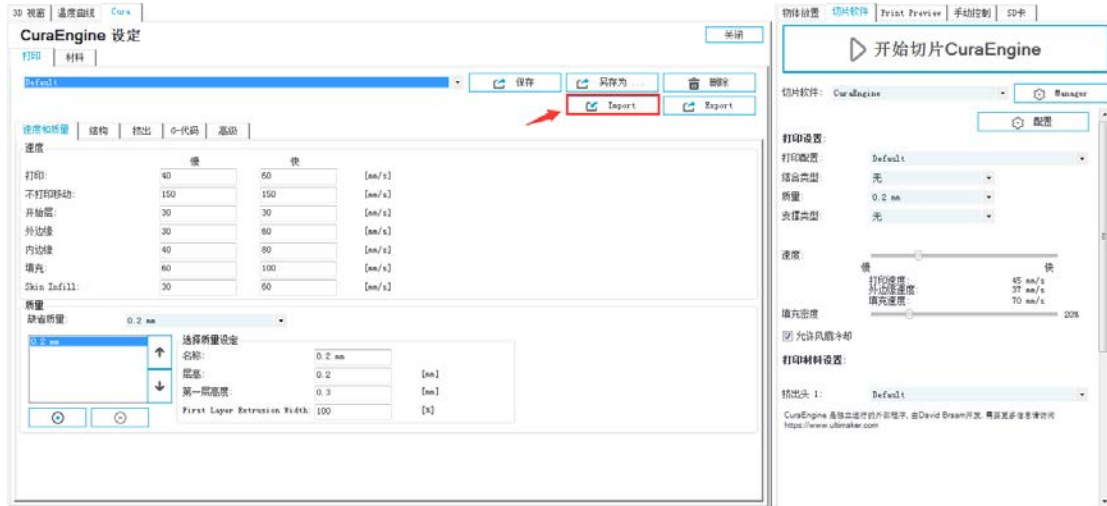 3D 视窗 温度曲线 Cura
CuraEngine 设定
关闭
打印 材料
Default
保存 另存为 ... 删除
Import Export
速度和质量 结构 挤出 G-代码 高级
速度
慢 快
打印: 40 60 [mm/s]
不打印移动: 150 150 [mm/s]
开始层: 30 30 [mm/s]
外边缘 30 60 [mm/s]
内边缘 40 80 [mm/s]
填充 60 100 [mm/s]
Skin Infill: 30 60 [mm/s]
质量
缺省质量: 0.2 mm
0.2 mm
选择质量设定
名称: 0.2 mm
层高: 0.2 [mm]
第一层高度: 0.3 [mm]
First Layer Extrusion Width: 100 [%]
物体放置 切片软件 Print Preview 手动控制 SD卡
开始切片CuraEngine
切片软件: CuraEngine Manager
配置
打印设置:
打印配置: Default
结合类型: 无
质量: 0.2 mm
支撑类型: 无
速度:
慢 快
打印速度: 45 mm/s
外边缘速度: 37 mm/s
填充速度: 70 mm/s
填充密度 20%
允许风扇冷却
打印材料设置:
挤出头 1: Default
CuraEngine 是独立运行的外部程序, 由David Braam开发. 需要更多信息请访问
https://www.ultimaker.com